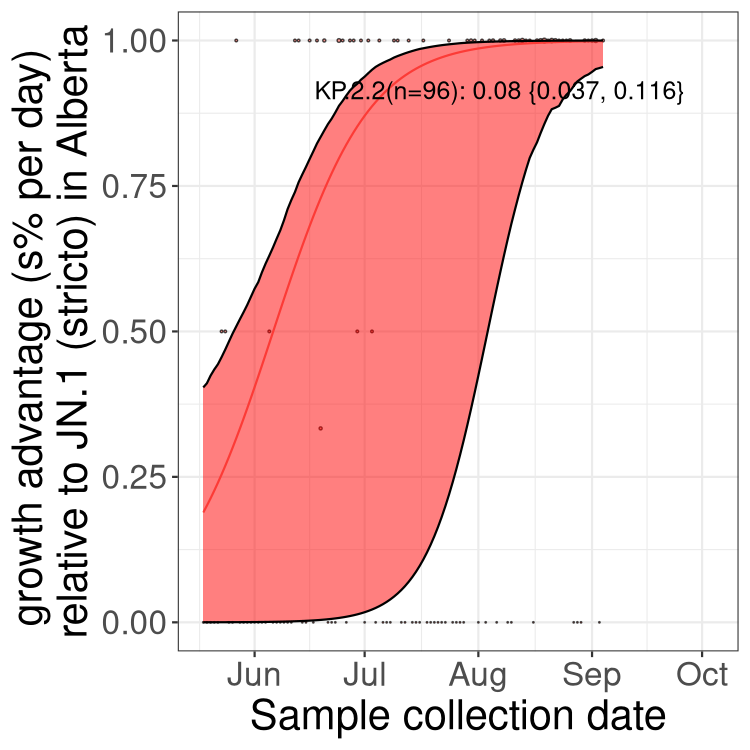 growth advantage (s% per day)
relative to JN.1 (stricto) in Alberta
1.00
0.75
0.50
0.25
0.00
KP.2.2(n=96): 0.08 {0.037, 0.116}
Jun Jul Aug Sep Oct
Sample collection date